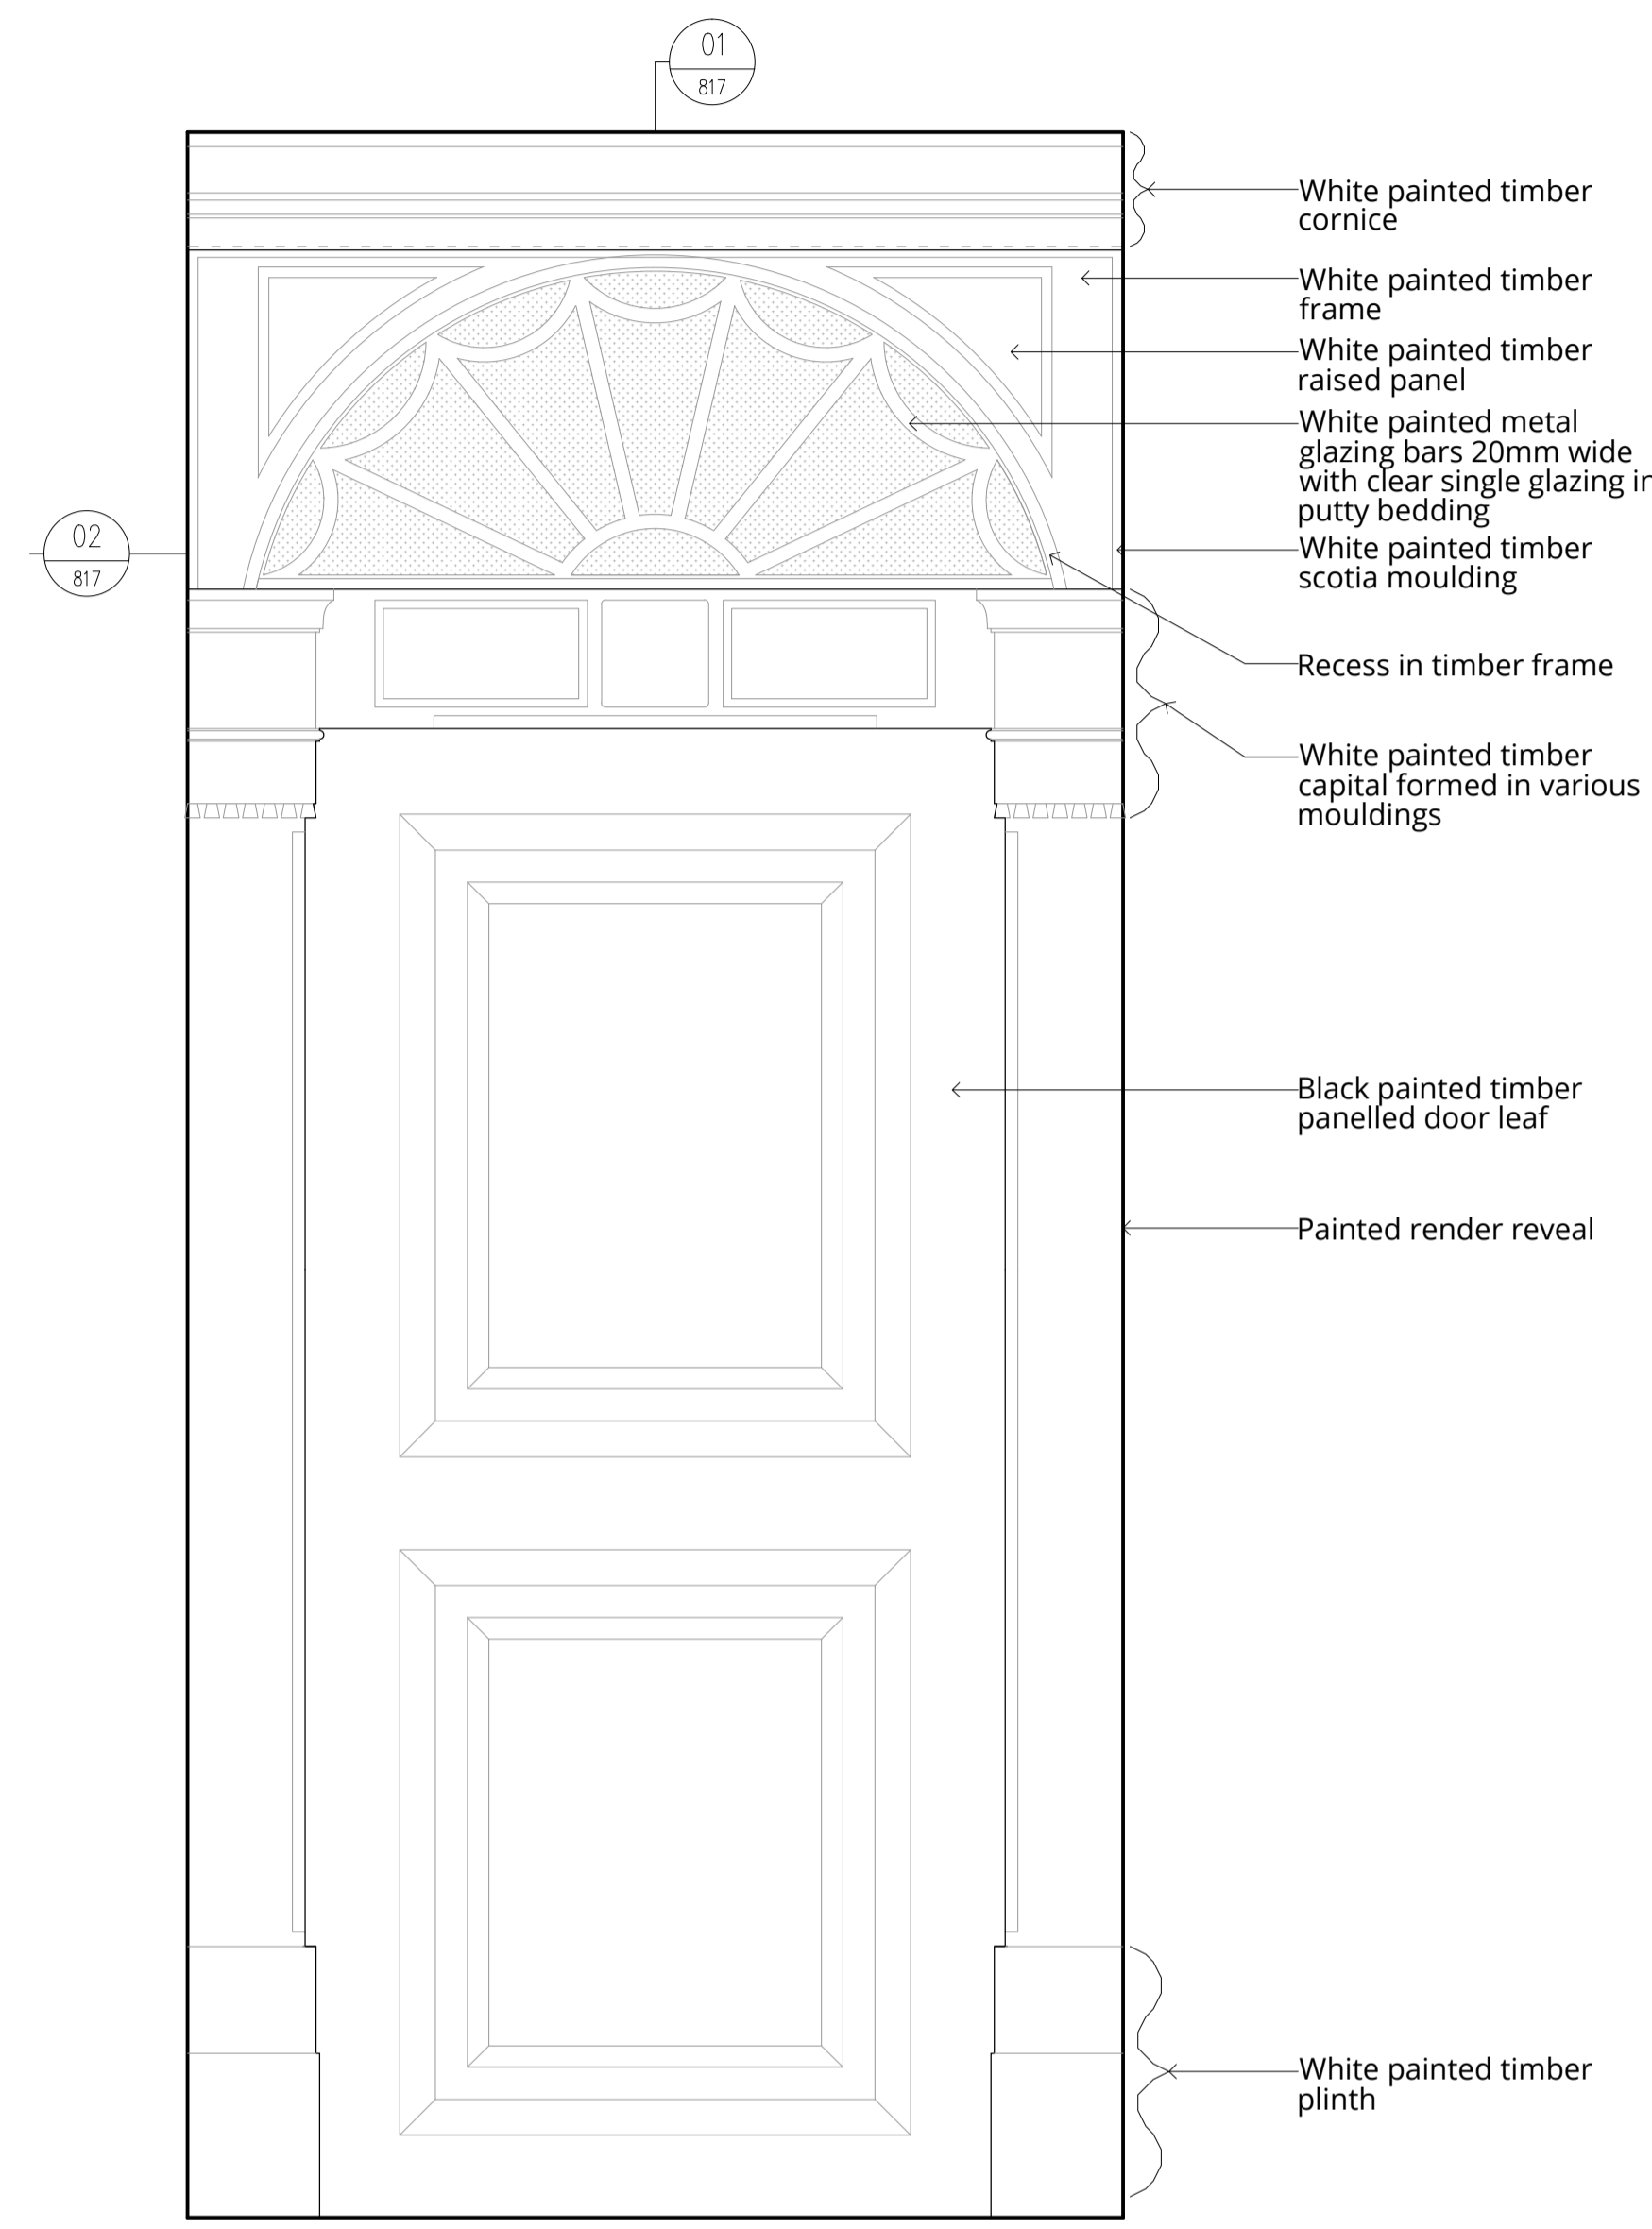 01
817
White painted timber
cornice
White painted timber
frame
White painted timber
raised panel
White painted metal
glazing bars 20mm wide
with clear single glazing in
putty bedding
02
817
White painted timber
scotia moulding
Recess in timber frame
White painted timber
capital formed in various
mouldings
Black painted timber
panelled door leaf
Painted render reveal
White painted timber
plinth